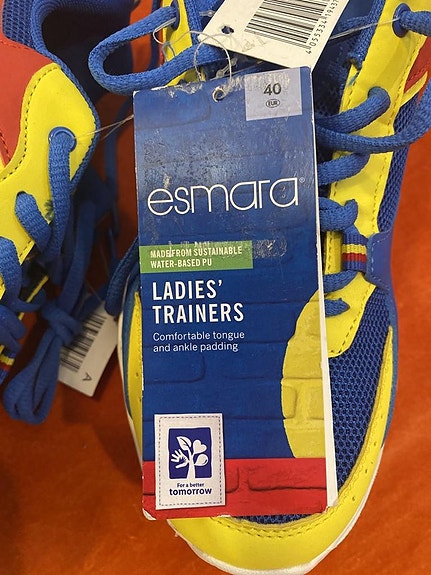 40
EUR
esmara®
MADE FROM SUSTAINABLE
WATER-BASED PU
LADIES'
TRAINERS
Comfortable tongue
and ankle padding
For a better
tomorrow
A